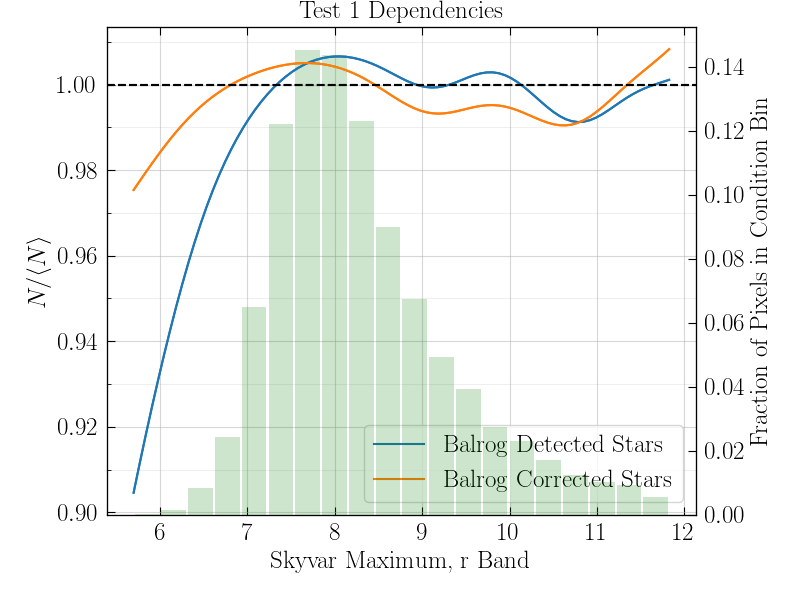 Test 1 Dependencies
N/⟨N⟩
1.00
0.98
0.96
0.94
0.92
0.90
0.14
0.12
0.10
0.08
0.06
0.04
0.02
0.00
Fraction of Pixels in Condition Bin
Balrog Detected Stars
Balrog Corrected Stars
6 7 8 9 10 11 12
Skyvar Maximum, r Band